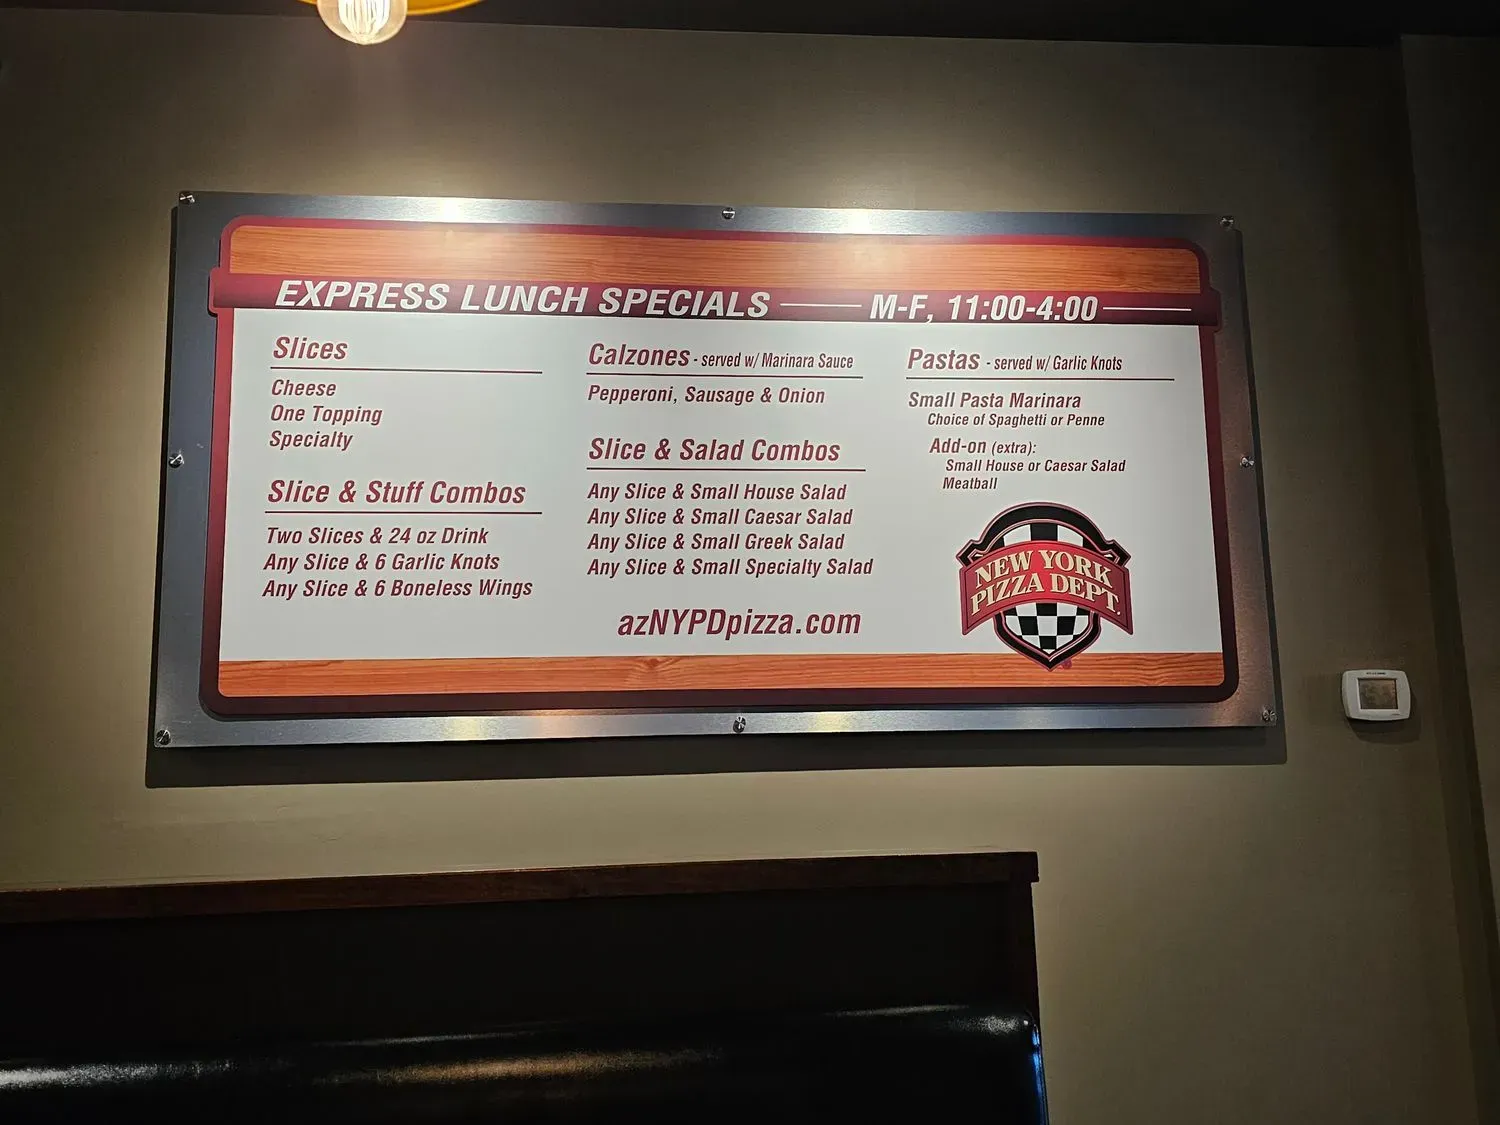 EXPRESS LUNCH SPECIALS M-F, 11:00-4:00
Slices
Cheese
One Topping
Specialty
Slice & Stuff Combos
Two Slices & 24 oz Drink
Any Slice & 6 Garlic Knots
Any Slice & 6 Boneless Wings
Calzones - served w/ Marinara Sauce
Pepperoni, Sausage & Onion
Slice & Salad Combos
Any Slice & Small House Salad
Any Slice & Small Caesar Salad
Any Slice & Small Greek Salad
Any Slice & Small Specialty Salad
azNYPDpizza.com
Pastas - served w/ Garlic Knots
Small Pasta Marinara
Choice of Spaghetti or Penne
Add-on (extra):
Small House or Caesar Salad
Meatball
NEW YORK
PIZZA DEPT.